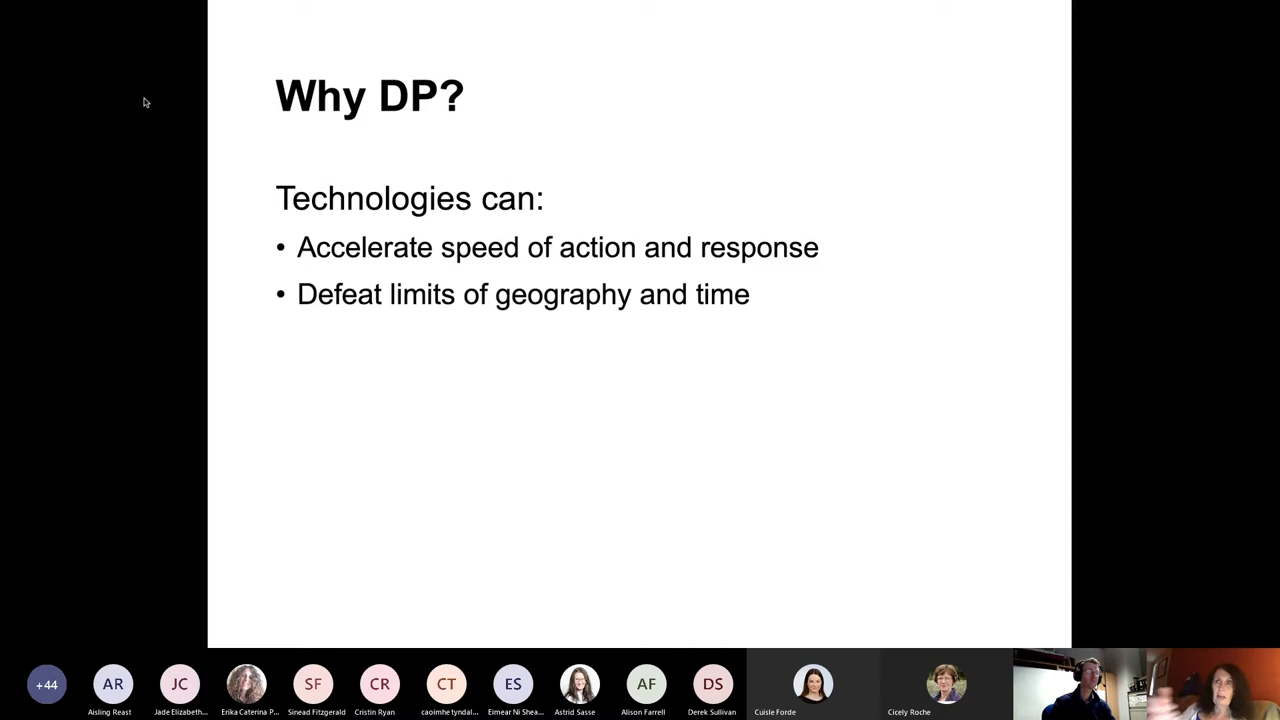 Why DP?
Technologies can:
• Accelerate speed of action and response
• Defeat limits of geography and time
+44
AR
JC
SF
CR
CT
ES
AF
DS
Aisling Reast
Jade Elizabeth...
Erika Caterina P...
Sinead Fitzgerald
Cristin Ryan
caoimhe tyndal...
Eimear Ni Shea...
Astrid Sasse
Alison Farrell
Derek Sullivan
Cuisle Forde
Cicely Roche